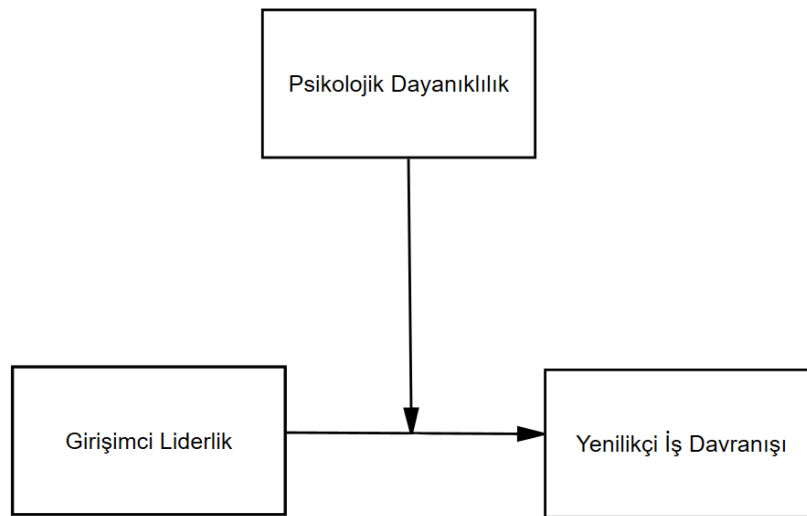 Psikolojik Dayanıklılık
Girişimci Liderlik
Yenilikçi İş Davranışı